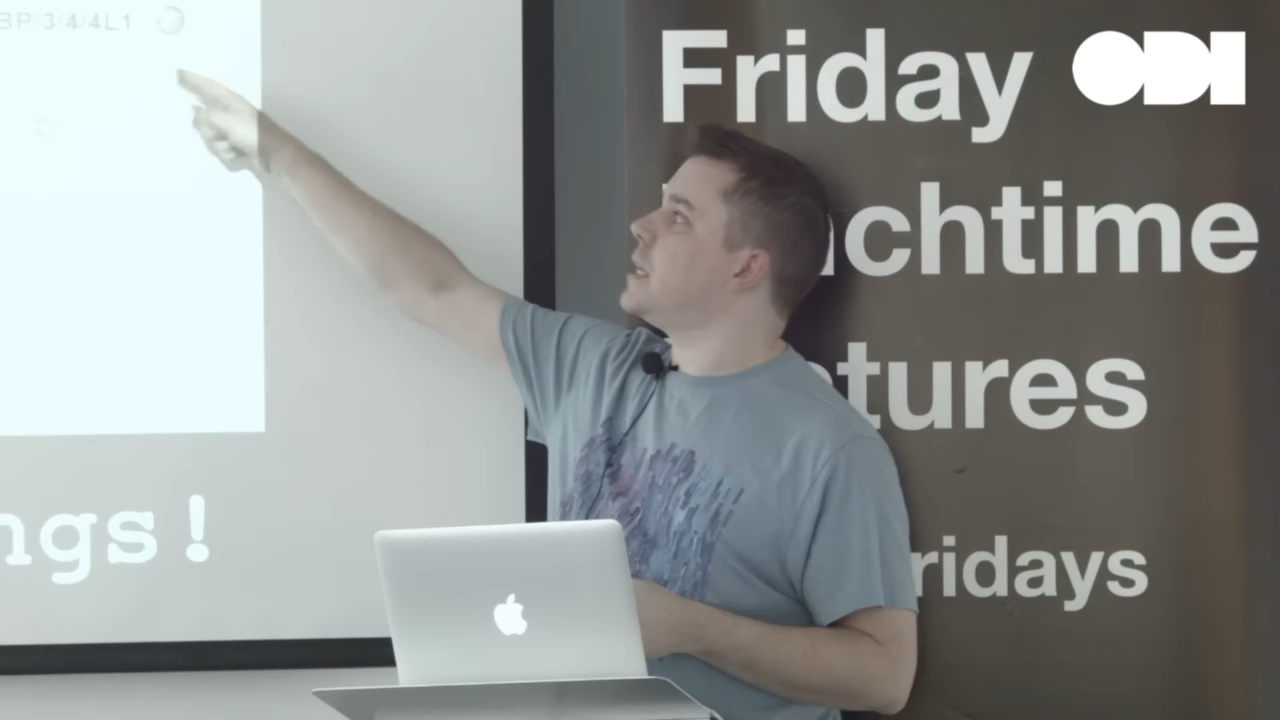 BP/3/4/4L1
ngs!
Friday ODI
chtime
tures
ridays